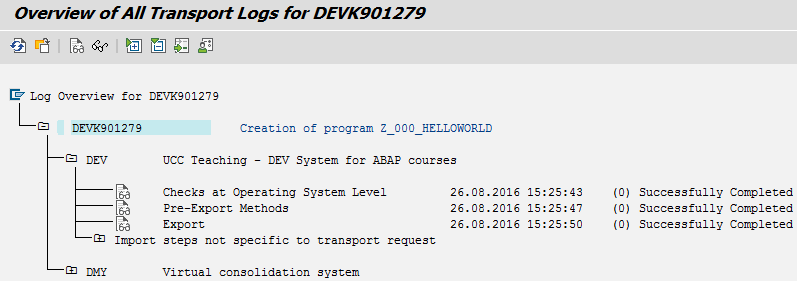 Overview of All Transport Logs for DEVK901279
Log Overview for DEVK901279
DEVK901279 Creation of program Z_000_HELLOWORLD
DEV UCC Teaching - DEV System for ABAP courses
Checks at Operating System Level 26.08.2016 15:25:43 (0) Successfully Completed
Pre-Export Methods 26.08.2016 15:25:47 (0) Successfully Completed
Export 26.08.2016 15:25:50 (0) Successfully Completed
Import steps not specific to transport request
DMY Virtual consolidation system